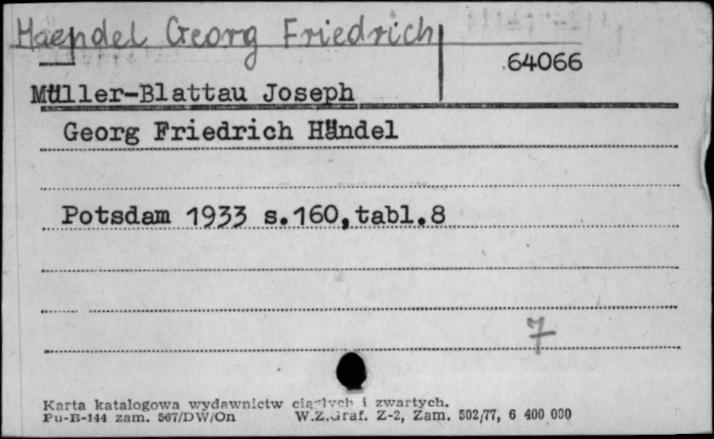 Haendel Georg Friedrich
64066
Müller-Blattau Joseph
Georg Friedrich Händel
Potsdam 1933 s.160,tabl.8
7
Karta katalogowa wydawnictw ciągłych i zwartych.
Pu-B-144 zam. 567/DW/On W.Z.Graf. Z-2, Zam. 502/77, 6 400 000